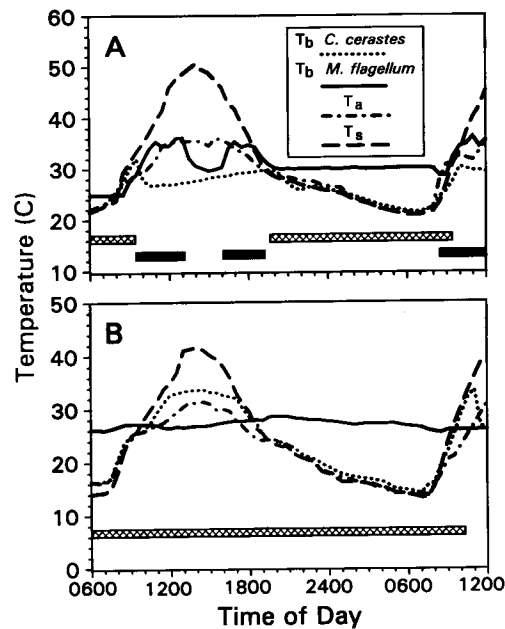 60
50
40
30
20
10
A
Tb C. cerastes
Tb M. flagellum
Ta
Ts
Temperature (C)
50
40
30
20
10
0
B
0600 1200 1800 2400 0600 1200
Time of Day